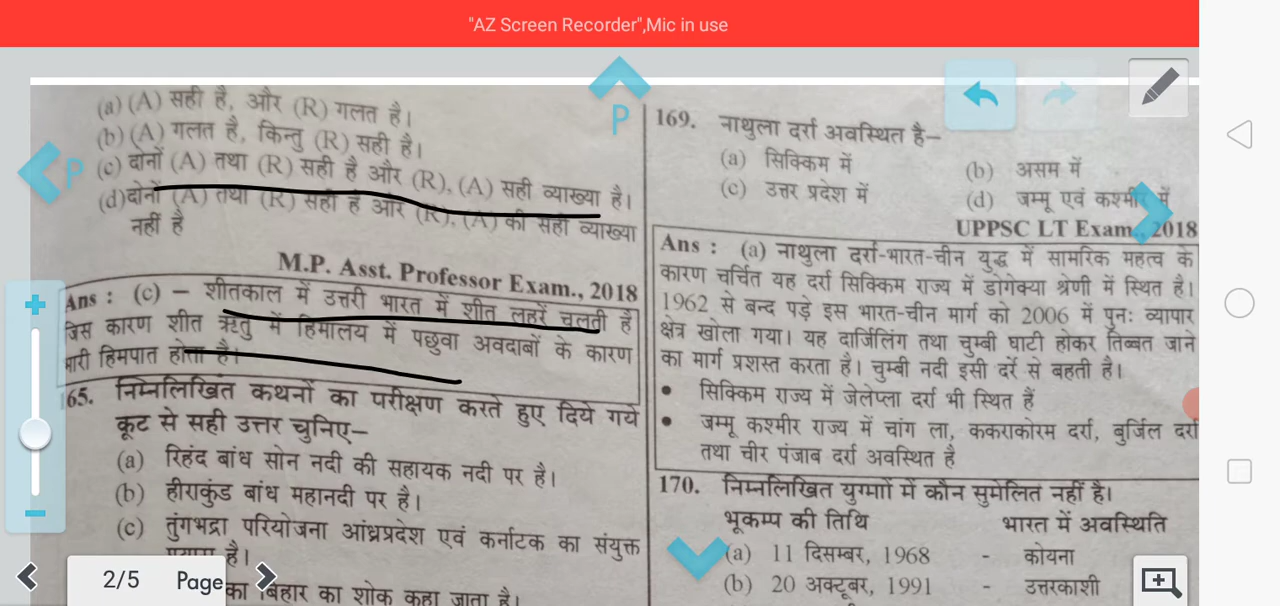 "AZ Screen Recorder",Mic in use
P
P
(a) (A) सही है, और (R) गलत है।
(b) (A) गलत है, किन्तु (R) सही है।
(c) दोनों (A) तथा (R) सही है और (R), (A) सही व्याख्या है।
(d) दोनों (A) तथा (R) सही है और (R), (A) की सही व्याख्या
नहीं है
M.P. Asst. Professor Exam., 2018
Ans : (c) – शीतकाल में उत्तरी भारत में शीत लहरें चलती है
जिस कारण शीत ऋतु में हिमालय में पछुवा अवदाबों के कारण
भारी हिमपात होता है।
165. निम्नलिखित कथनों का परीक्षण करते हुए दिये गये
कूट से सही उत्तर चुनिए–
(a) रिहंद बांध सोन नदी की सहायक नदी पर है।
(b) हीराकुंड बांध महानदी पर है।
(c) तुंगभद्रा परियोजना आंध्रप्रदेश एवं कर्नाटक का संयुक्त
है।
का बिहार का शोक कहा जाता है।
2/5 Page
169. नाथुला दर्रा अवस्थित है–
(a) सिक्किम में (b) असम में
(c) उत्तर प्रदेश में (d) जम्मू एवं कश्मीर में
UPPSC LT Exam., 2018
Ans : (a) नाथुला दर्रा-भारत-चीन युद्ध में सामरिक महत्व के
कारण चर्चित यह दर्रा सिक्किम राज्य में डोगेक्या श्रेणी में स्थित है।
1962 से बन्द पड़े इस भारत-चीन मार्ग को 2006 में पुनः व्यापार
क्षेत्र खोला गया। यह दार्जिलिंग तथा चुम्बी घाटी होकर तिब्बत जाने
का मार्ग प्रशस्त करता है। चुम्बी नदी इसी दर्रे से बहती है।
• सिक्किम राज्य में जेलेप्ला दर्रा भी स्थित हैं
• जम्मू कश्मीर राज्य में चांग ला, ककराकोरम दर्रा, बुर्जिल दर्रा
तथा चीर पंजाब दर्रा अवस्थित है
170. निम्नलिखित युग्माों में कौन सुमेलित नहीं है।
भूकम्प की तिथि भारत में अवस्थिति
(a) 11 दिसम्बर, 1968 - कोयना
(b) 20 अक्टूबर, 1991 - उत्तरकाशी